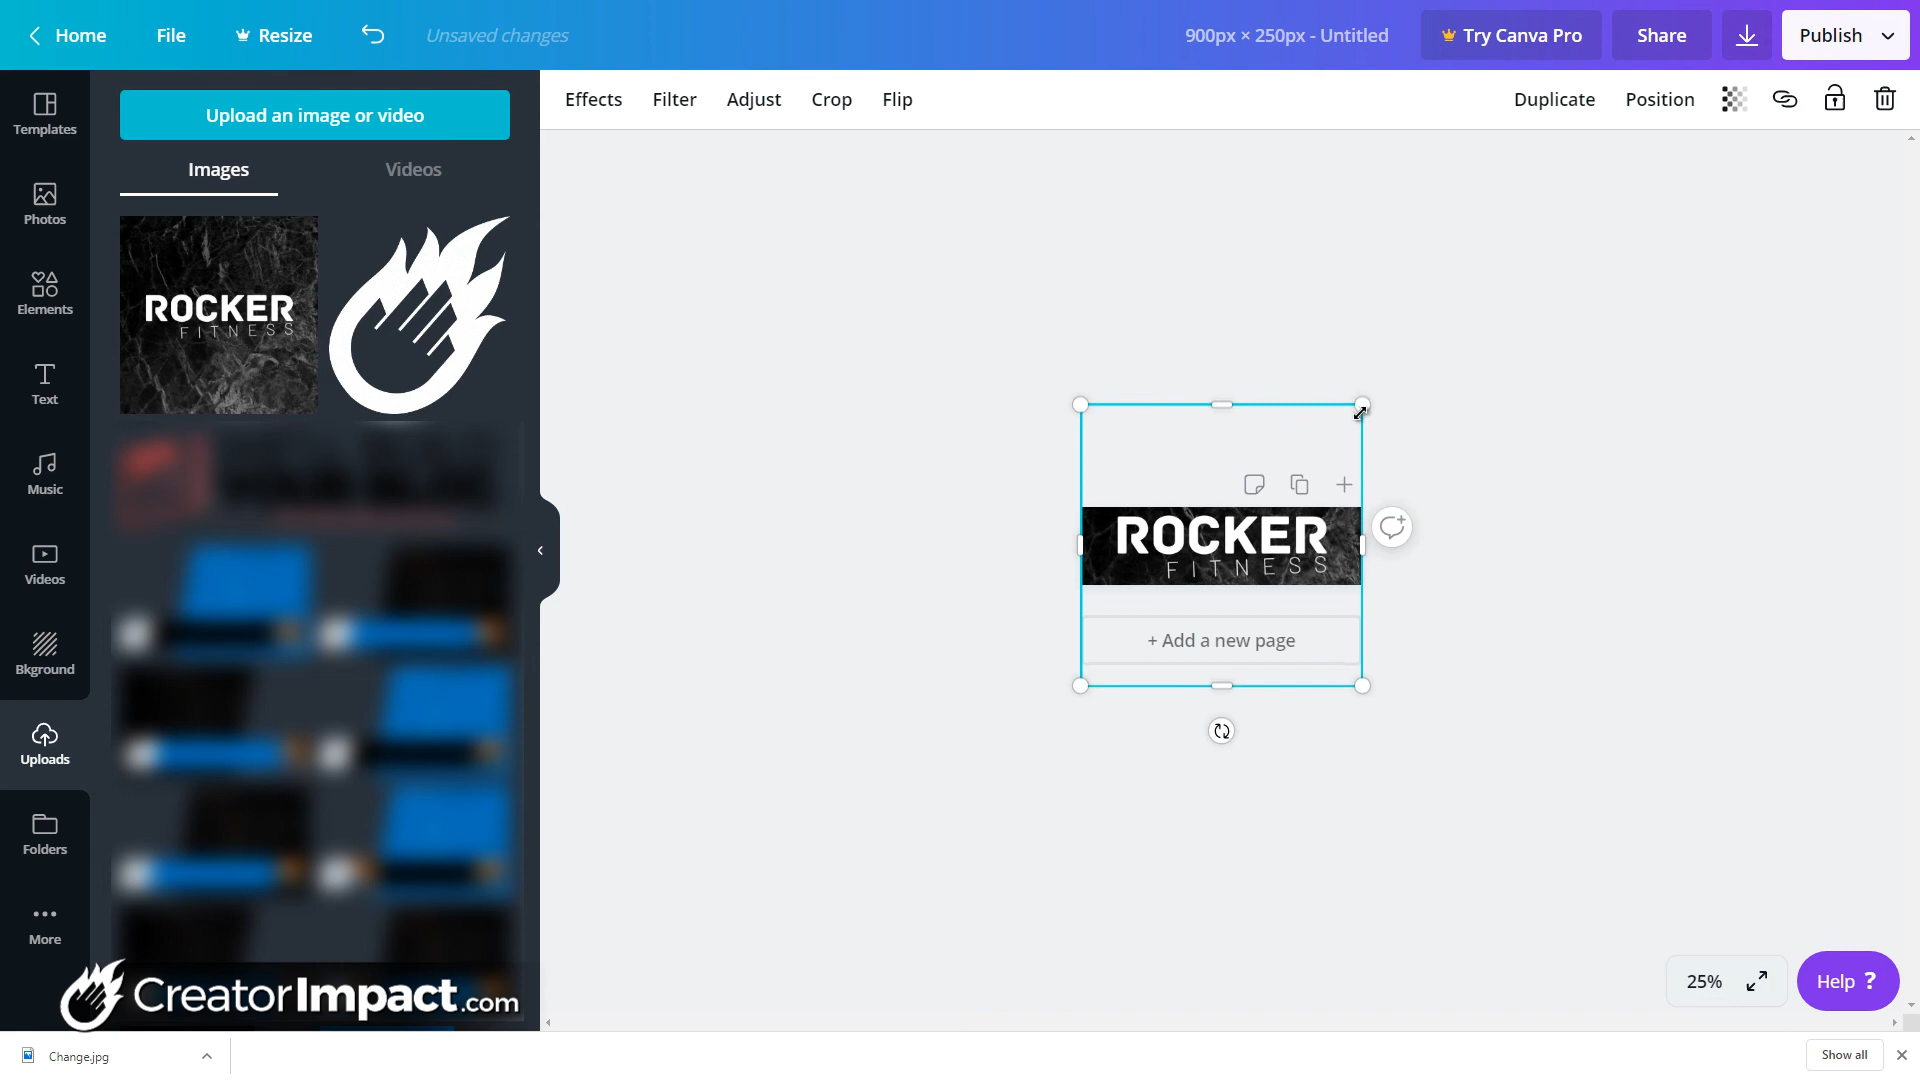 Home
File
Resize
Unsaved changes
900px × 250px - Untitled
Try Canva Pro
Share
Publish
Templates
Photos
Elements
Text
Music
Videos
Bkground
Uploads
Folders
More
Upload an image or video
Images
Videos
ROCKER
FITNESS
Effects
Filter
Adjust
Crop
Flip
Duplicate
Position
ROCKER
FITNESS
+ Add a new page
25%
Help ?
CreatorImpact.com
Change.jpg
Show all